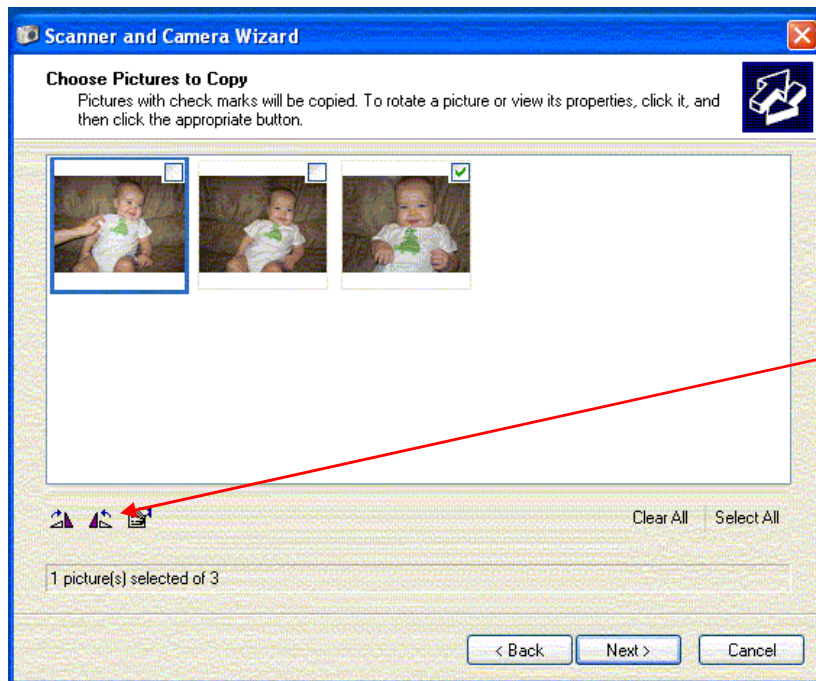 Scanner and Camera Wizard
Choose Pictures to Copy
Pictures with check marks will be copied. To rotate a picture or view its properties, click it, and
then click the appropriate button.
Clear All Select All
1 picture(s) selected of 3
< Back Next > Cancel